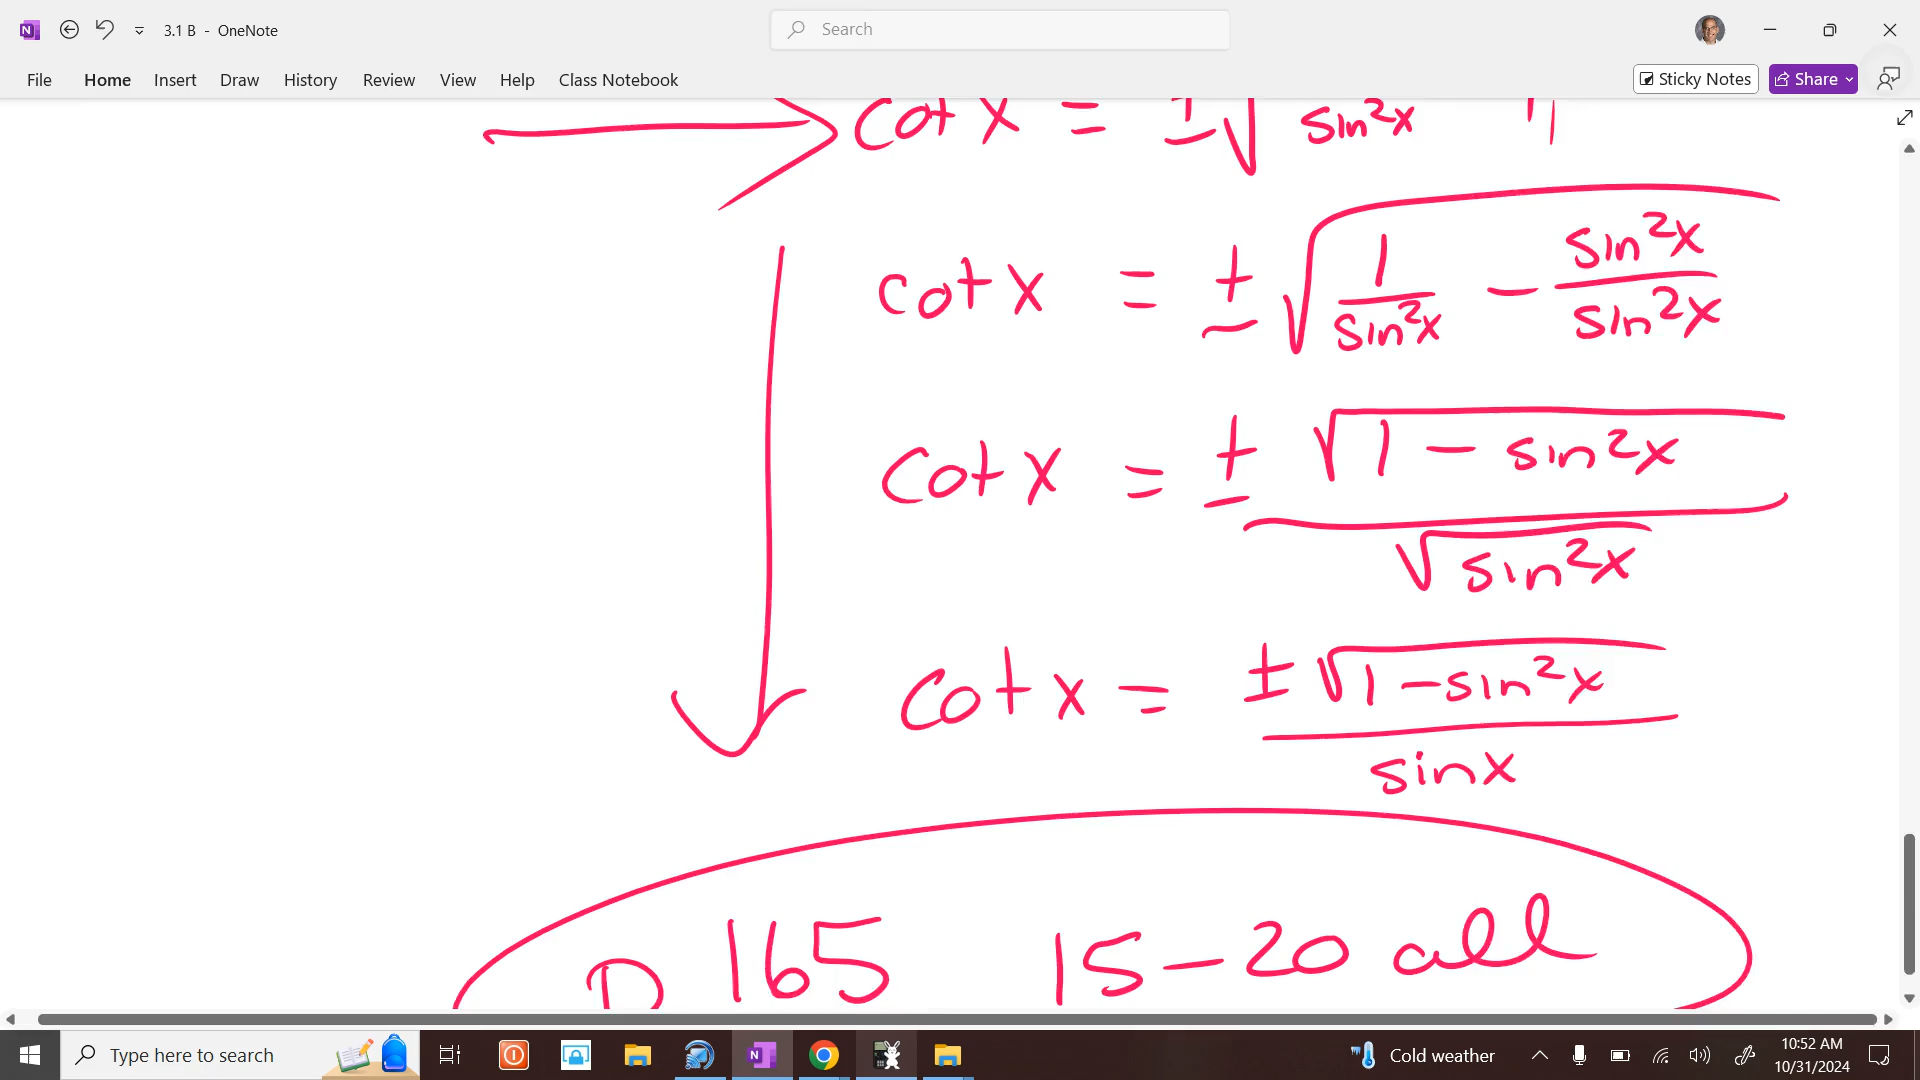 3.1 B - OneNote
Search
File Home Insert Draw History Review View Help Class Notebook
Sticky Notes Share
cot x = ± √ sin²x
cot x = ± √ 1/sin²x − sin²x/sin²x
cot x = ± √1 − sin²x / √sin²x
cot x = ± √1 − sin²x / sin x
165 15 − 20 all
Type here to search
Cold weather
10:52 AM
10/31/2024